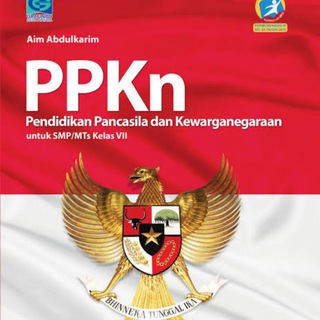 Aim Abdulkarim
PPKn
Pendidikan Pancasila dan Kewarganegaraan
untuk SMP/MTs Kelas VII
BHINNEKA TUNGGAL IKA